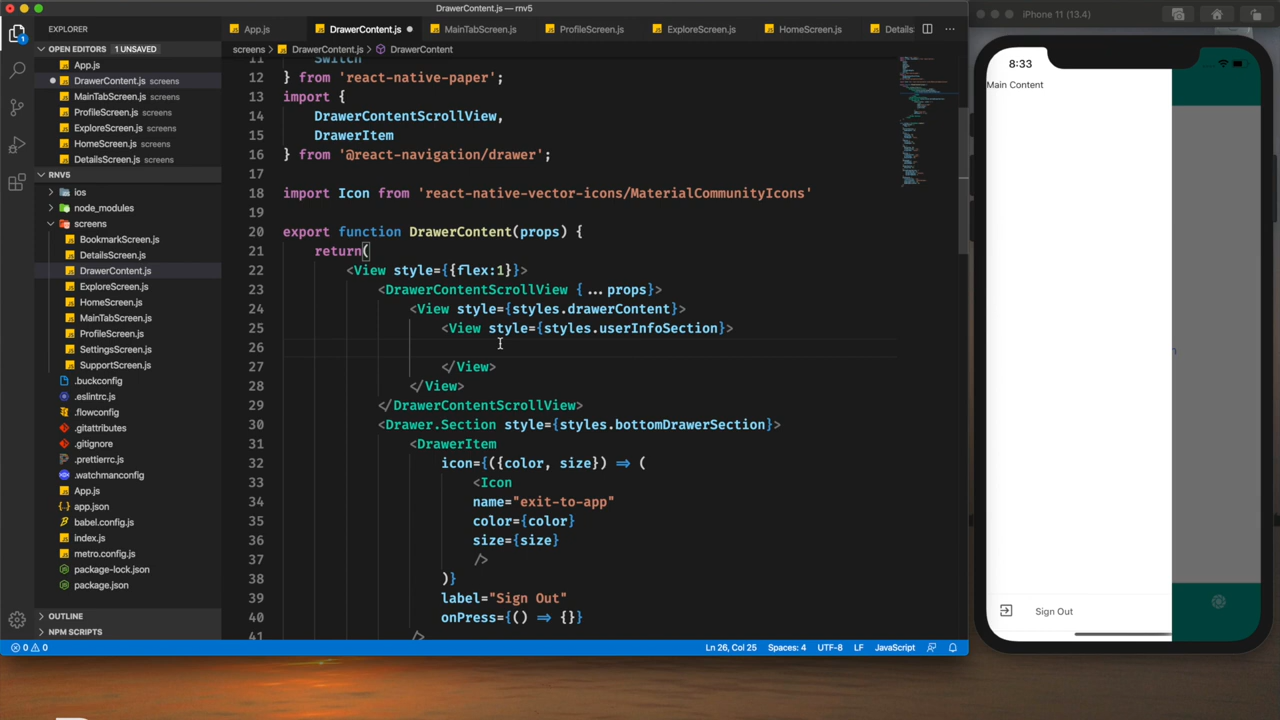 DrawerContent.js — rnv5
iPhone 11 (13.4)
EXPLORER
OPEN EDITORS 1 UNSAVED
App.js
DrawerContent.js screens
MainTabScreen.js screens
ProfileScreen.js screens
ExploreScreen.js screens
HomeScreen.js screens
DetailsScreen.js screens
RNV5
ios
node_modules
screens
BookmarkScreen.js
DetailsScreen.js
DrawerContent.js
ExploreScreen.js
HomeScreen.js
MainTabScreen.js
ProfileScreen.js
SettingsScreen.js
SupportScreen.js
.buckconfig
.eslintrc.js
.flowconfig
.gitattributes
.gitignore
.prettierrc.js
.watchmanconfig
App.js
app.json
babel.config.js
index.js
metro.config.js
package-lock.json
package.json
OUTLINE
NPM SCRIPTS
App.js DrawerContent.js MainTabScreen.js ProfileScreen.js ExploreScreen.js HomeScreen.js Details
screens > DrawerContent.js > DrawerContent
11 Switch
12 } from 'react-native-paper';
13 import {
14 DrawerContentScrollView,
15 DrawerItem
16 } from '@react-navigation/drawer';
17
18 import Icon from 'react-native-vector-icons/MaterialCommunityIcons'
19
20 export function DrawerContent(props) {
21 return(
22 <View style={{flex:1}}>
23 <DrawerContentScrollView {...props}>
24 <View style={styles.drawerContent}>
25 <View style={styles.userInfoSection}>
26
27 </View>
28 </View>
29 </DrawerContentScrollView>
30 <Drawer.Section style={styles.bottomDrawerSection}>
31 <DrawerItem
32 icon={({color, size}) => (
33 <Icon
34 name="exit-to-app"
35 color={color}
36 size={size}
37 />
38 )}
39 label="Sign Out"
40 onPress={() => {}}
41 />
0 0 Ln 26, Col 25 Spaces: 4 UTF-8 LF JavaScript
1
8:33
Main Content
Sign Out